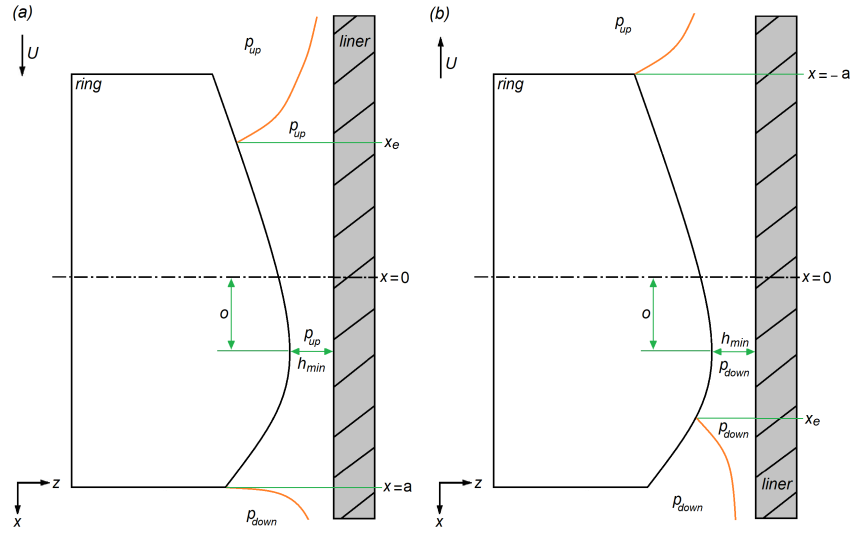 (a)
U
ring
p_up
liner
p_up
x_e
x=0
o
p_up
h_min
z
x
x=a
p_down
(b)
U
ring
p_up
x=−a
x=0
o
h_min
p_down
x_e
p_down
liner
z
x
p_down